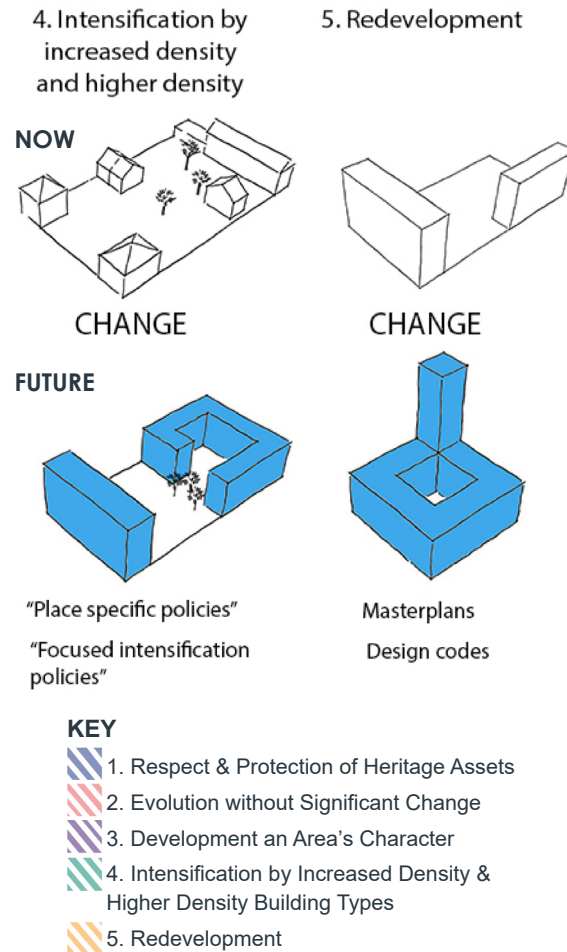 4. Intensification by
increased density
and higher density
5. Redevelopment
NOW
CHANGE
CHANGE
FUTURE
“Place specific policies”
“Focused intensification
policies”
Masterplans
Design codes
KEY
1. Respect & Protection of Heritage Assets
2. Evolution without Significant Change
3. Development an Area’s Character
4. Intensification by Increased Density &
Higher Density Building Types
5. Redevelopment